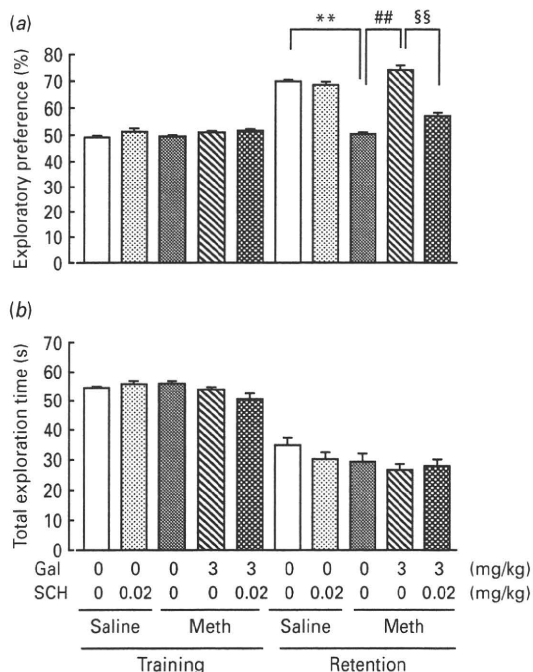 (a)
** ## §§
Exploratory preference (%)
80
70
60
50
40
30
20
10
0
(b)
Total exploration time (s)
70
60
50
40
30
20
10
0
Gal 0 0 0 3 3 0 0 0 3 3 (mg/kg)
SCH 0 0.02 0 0 0.02 0 0.02 0 0 0.02 (mg/kg)
Saline Meth Saline Meth
Training Retention